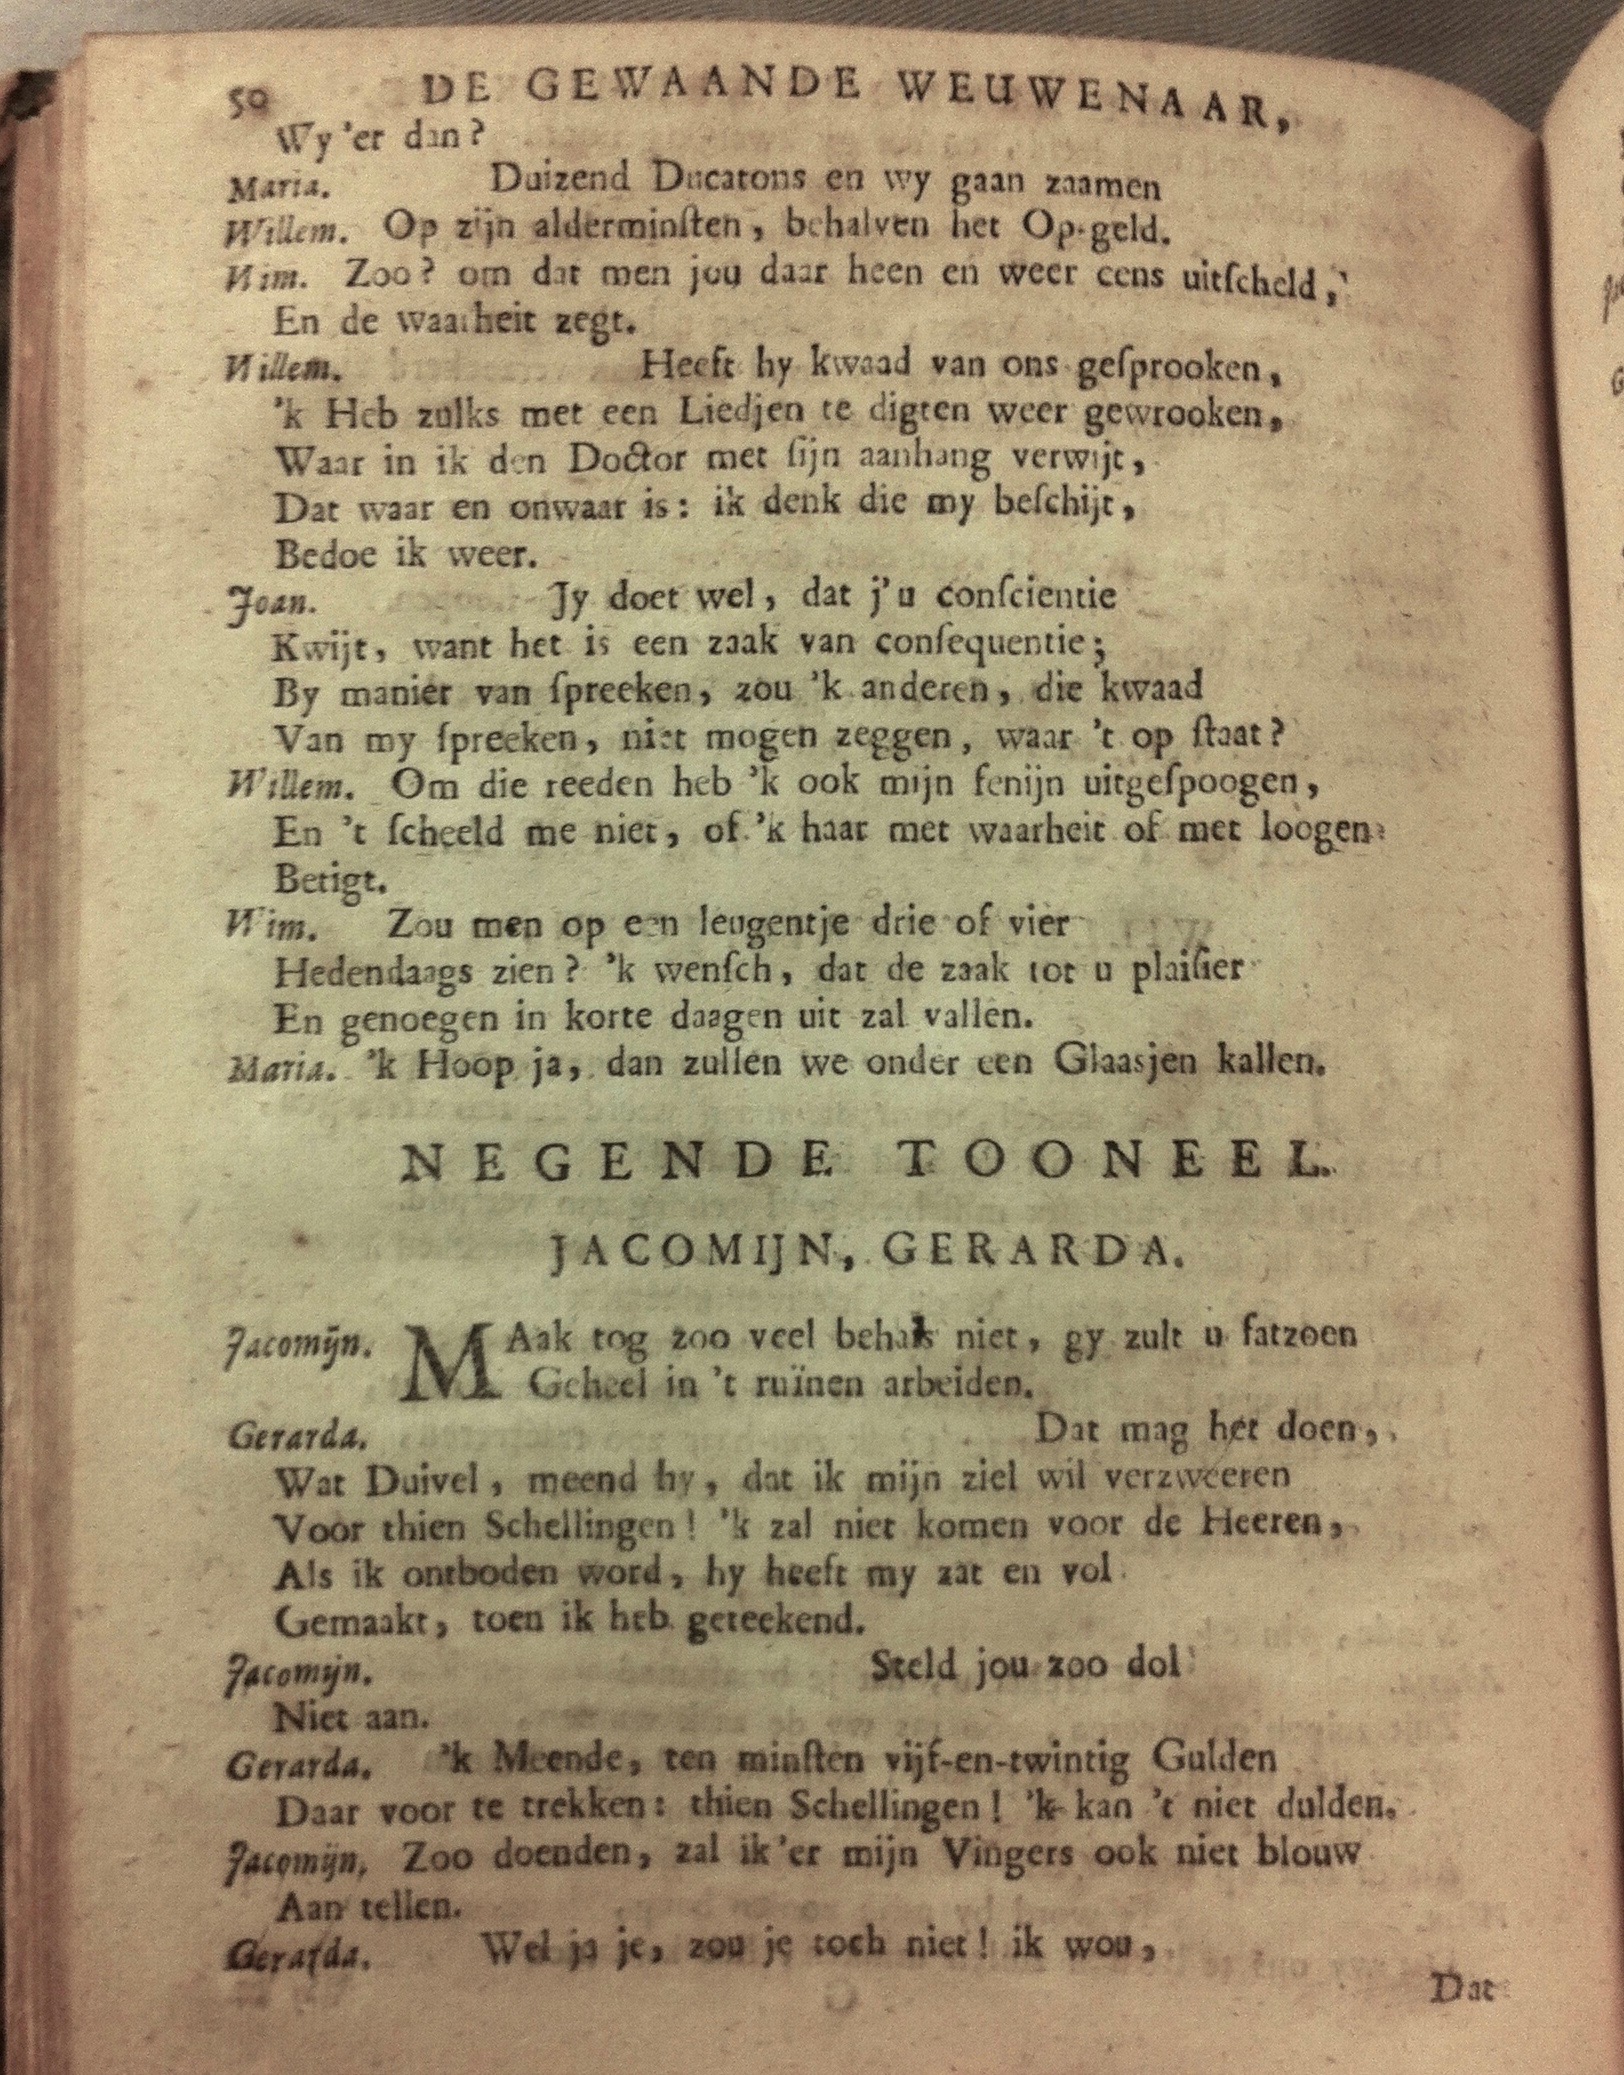 50 DE GEWAANDE WEUWENAAR,
Wy 'er dan?
Maria. Duizend Ducatons en wy gaan zaamen
Willem. Op zijn alderminſten, behalven het Op-geld.
Wim. Zoo? om dat men jou daar heen en weer eens uitſcheld,
En de waarheit zegt.
Willem. Heeft hy kwaad van ons geſprooken,
'k Heb zulks met een Liedjen te digten weer gewrooken,
Waar in ik den Doctor met ſijn aanhang verwijt,
Dat waar en onwaar is: ik denk die my beſchijt,
Bedoe ik weer.
Joan. Jy doet wel, dat j'u conſcientie
Kwijt, want het is een zaak van conſequentie;
By manier van ſpreeken, zou 'k anderen, die kwaad
Van my ſpreeken, niet mogen zeggen, waar 't op ſtaat?
Willem. Om die reeden heb 'k ook mijn fenijn uitgeſpoogen,
En 't ſcheeld me niet, of 'k haar met waarheit of met loogen
Betigt.
Wim. Zou men op een leugentje drie of vier
Hedendaags zien? 'k wenſch, dat de zaak tot u plaiſier
En genoegen in korte daagen uit zal vallen.
Maria. 'k Hoop ja, dan zullen we onder een Glaasjen kallen.
NEGENDE TOONEEL.
JACOMIJN, GERARDA.
Jacomijn. MAak tog zoo veel behaks niet, gy zult u fatzoen
Geheel in 't ruïnen arbeiden.
Gerarda. Dat mag het doen,
Wat Duivel, meend hy, dat ik mijn ziel wil verzweeren
Voor thien Schellingen! 'k zal niet komen voor de Heeren,
Als ik ontboden word, hy heeft my zat en vol
Gemaakt, toen ik heb geteekend.
Jacomijn. Steld jou zoo dol
Niet aan.
Gerarda. 'k Meende, ten minſten vijf-en-twintig Gulden
Daar voor te trekken: thien Schellingen! 'k kan 't niet dulden.
Jacomijn. Zoo doenden, zal ik 'er mijn Vingers ook niet blouw
Aan tellen.
Gerarda. Wel ja je, zou je toch niet! ik wou,
Dat